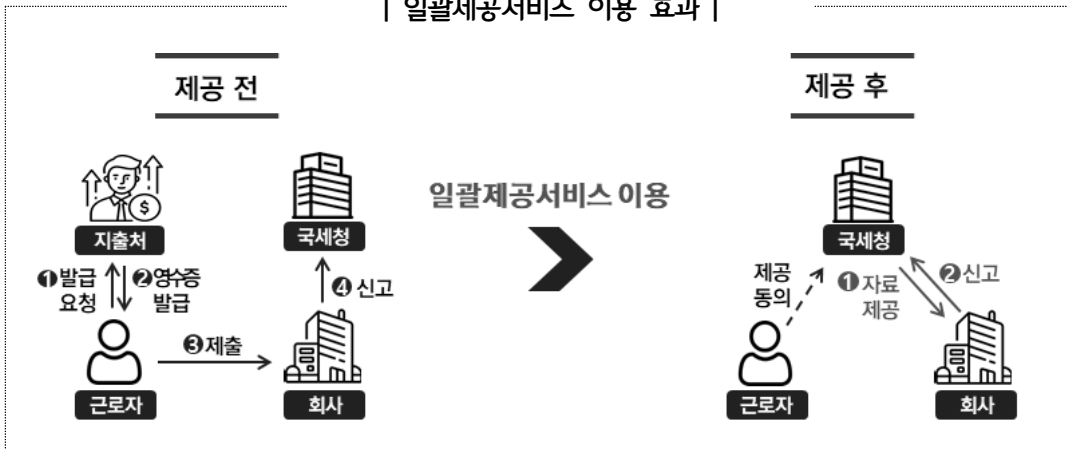 | 일괄제공서비스 이용 효과 |
제공 전
제공 후
일괄제공서비스 이용
지출처
국세청
❶발급
요청
❷영수증
발급
❹ 신고
❸제출
근로자
회사
국세청
제공
동의
❶자료
제공
❷신고
근로자
회사